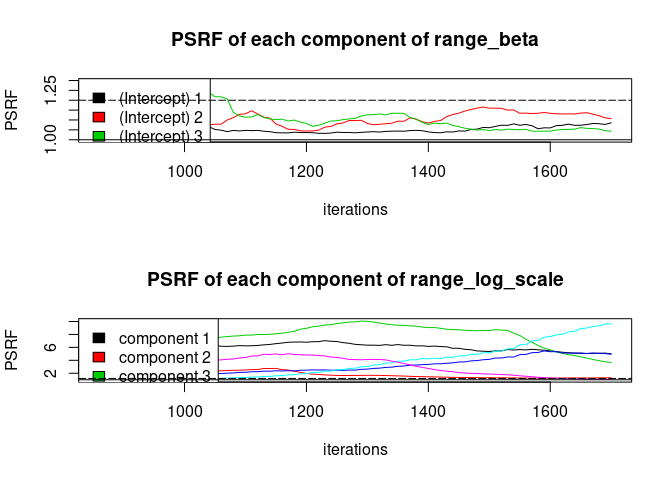 PSRF of each component of range_beta
PSRF
1.25
1.00
(Intercept) 1
(Intercept) 2
(Intercept) 3
1000 1200 1400 1600
iterations
PSRF of each component of range_log_scale
PSRF
6
2
component 1
component 2
component 3
1000 1200 1400 1600
iterations